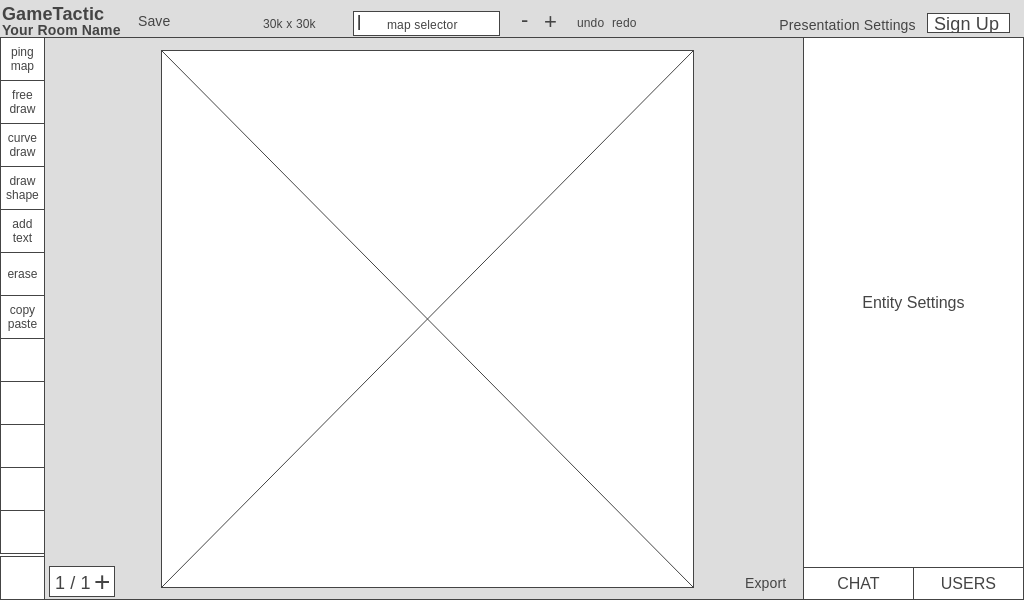 GameTactic
Your Room Name
Save
30k x 30k
map selector
- +
undo redo
Presentation Settings
Sign Up
ping
map
free
draw
curve
draw
draw
shape
add
text
erase
copy
paste
Entity Settings
1 / 1 +
Export
CHAT
USERS